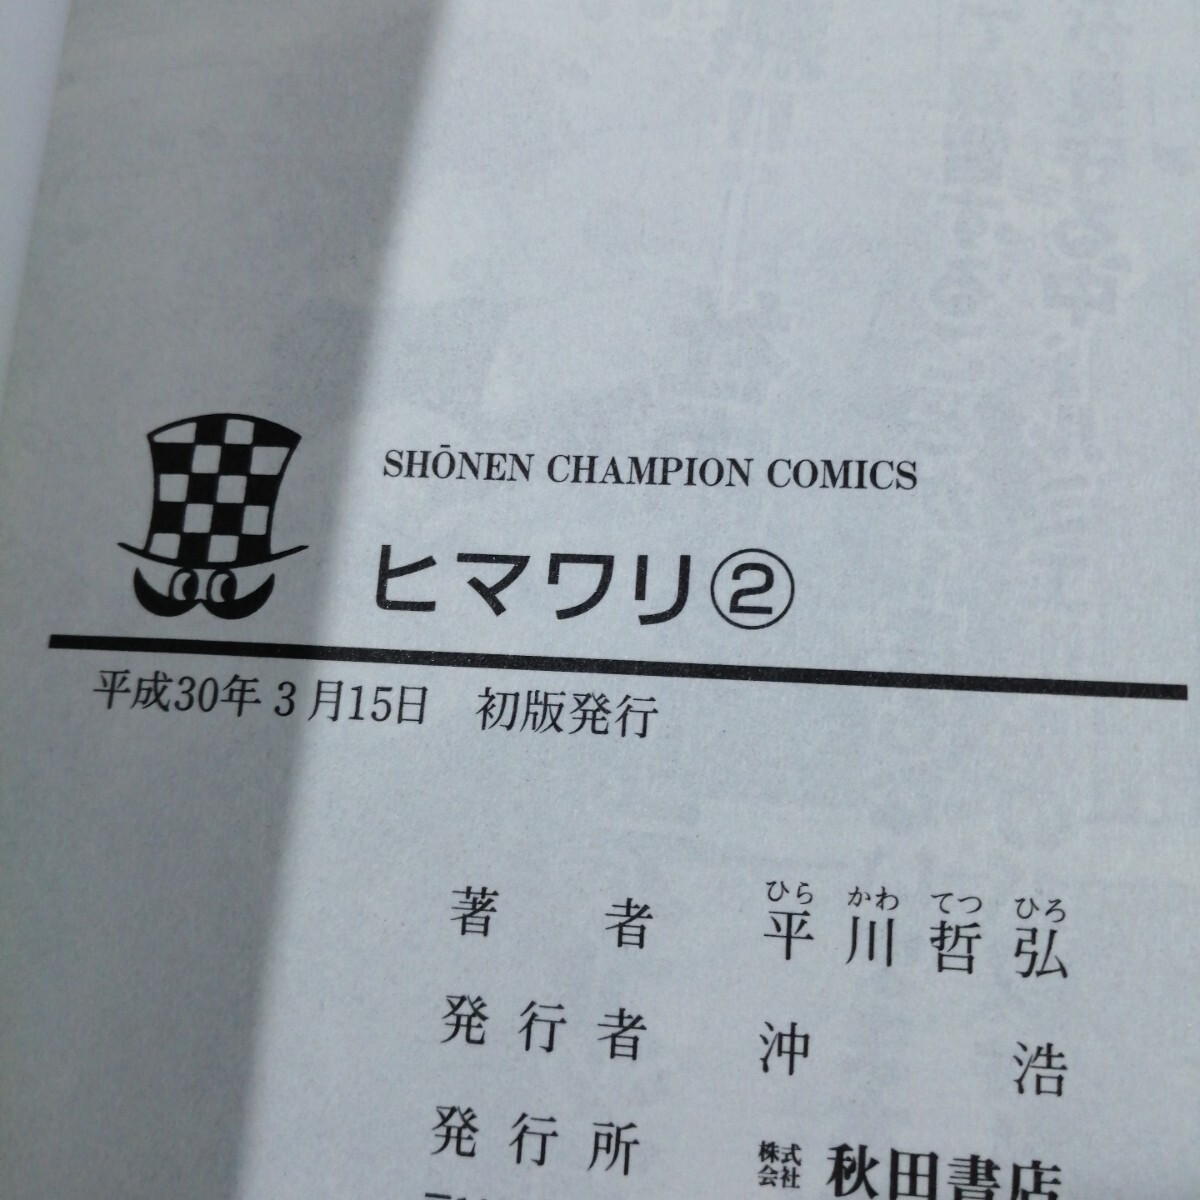 SHŌNEN CHAMPION COMICS
ヒマワリ②
平成30年3月15日 初版発行
著者 平川哲弘
ひらかわてつひろ
発行者 沖浩
発行所 株式会社 秋田書店